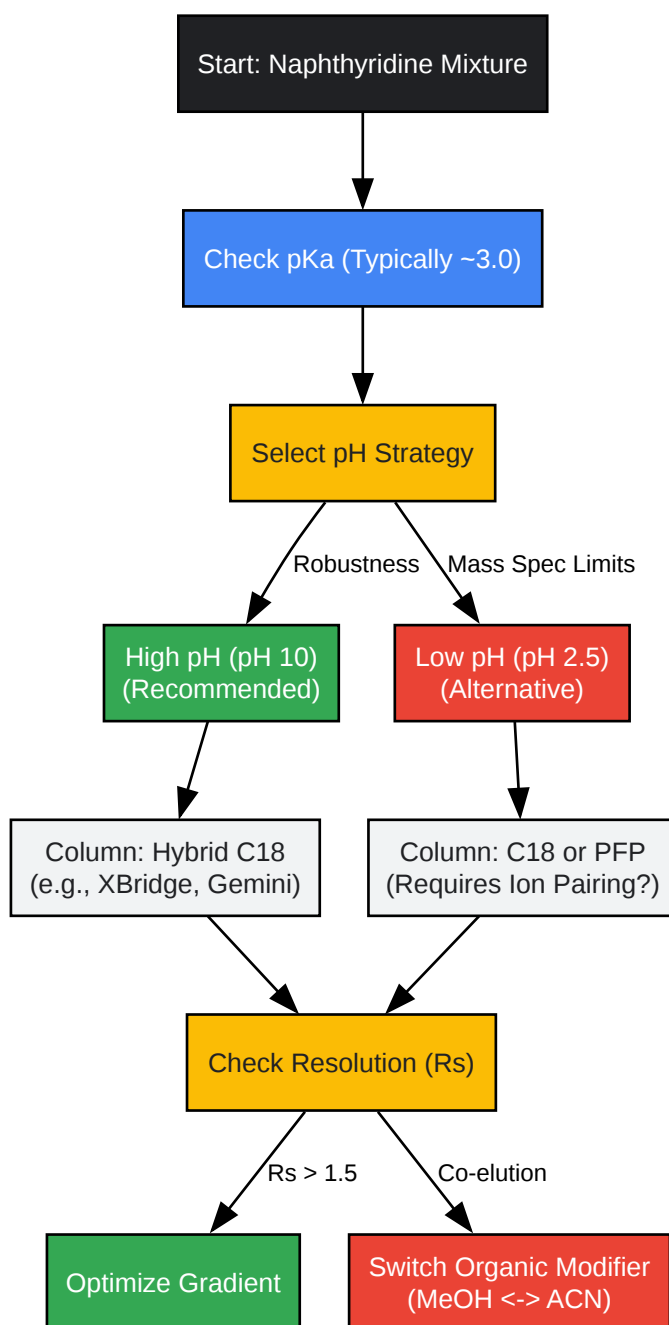 Start: Naphthyridine Mixture
Check pKa (Typically ~3.0)
Select pH Strategy
Robustness
Mass Spec Limits
High pH (pH 10)
(Recommended)
Low pH (pH 2.5)
(Alternative)
Column: Hybrid C18
(e.g., XBridge, Gemini)
Column: C18 or PFP
(Requires Ion Pairing?)
Check Resolution (Rs)
Rs > 1.5
Co-elution
Optimize Gradient
Switch Organic Modifier
(MeOH <-> ACN)